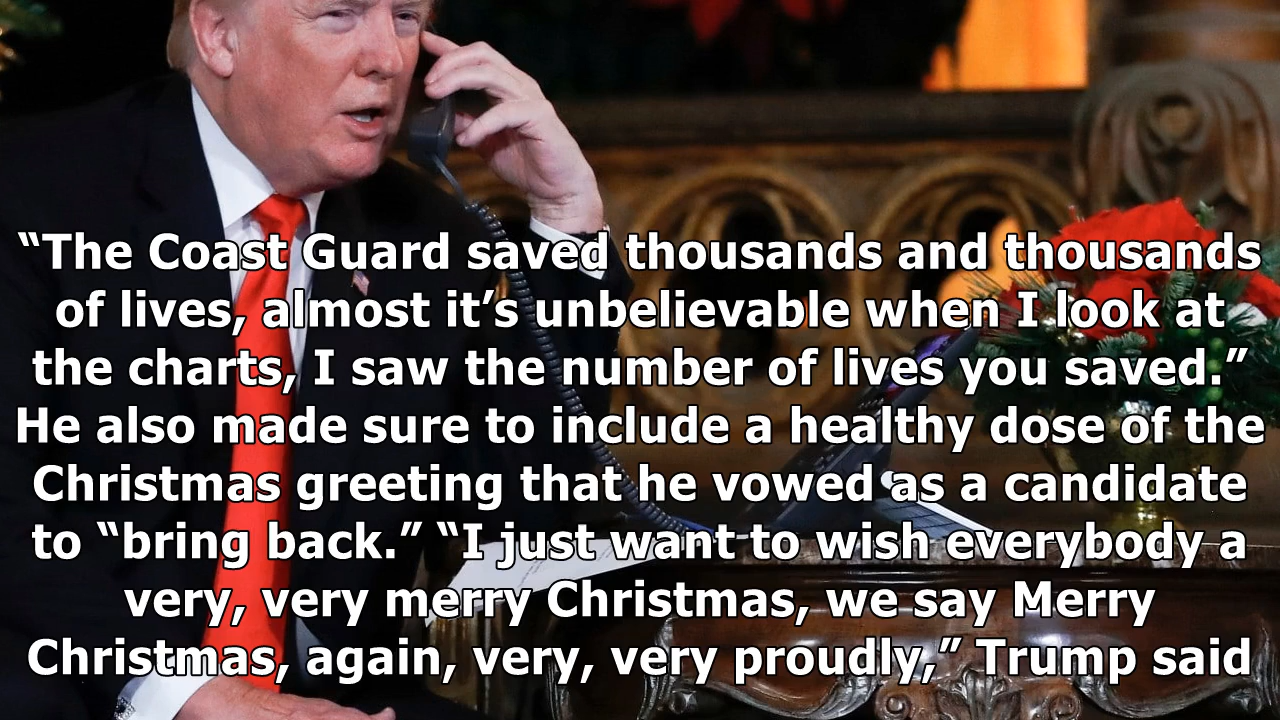 “The Coast Guard saved thousands and thousands
of lives, almost it’s unbelievable when I look at
the charts, I saw the number of lives you saved.”
He also made sure to include a healthy dose of the
Christmas greeting that he vowed as a candidate
to “bring back.” “I just want to wish everybody a
very, very merry Christmas, we say Merry
Christmas, again, very, very proudly,” Trump said